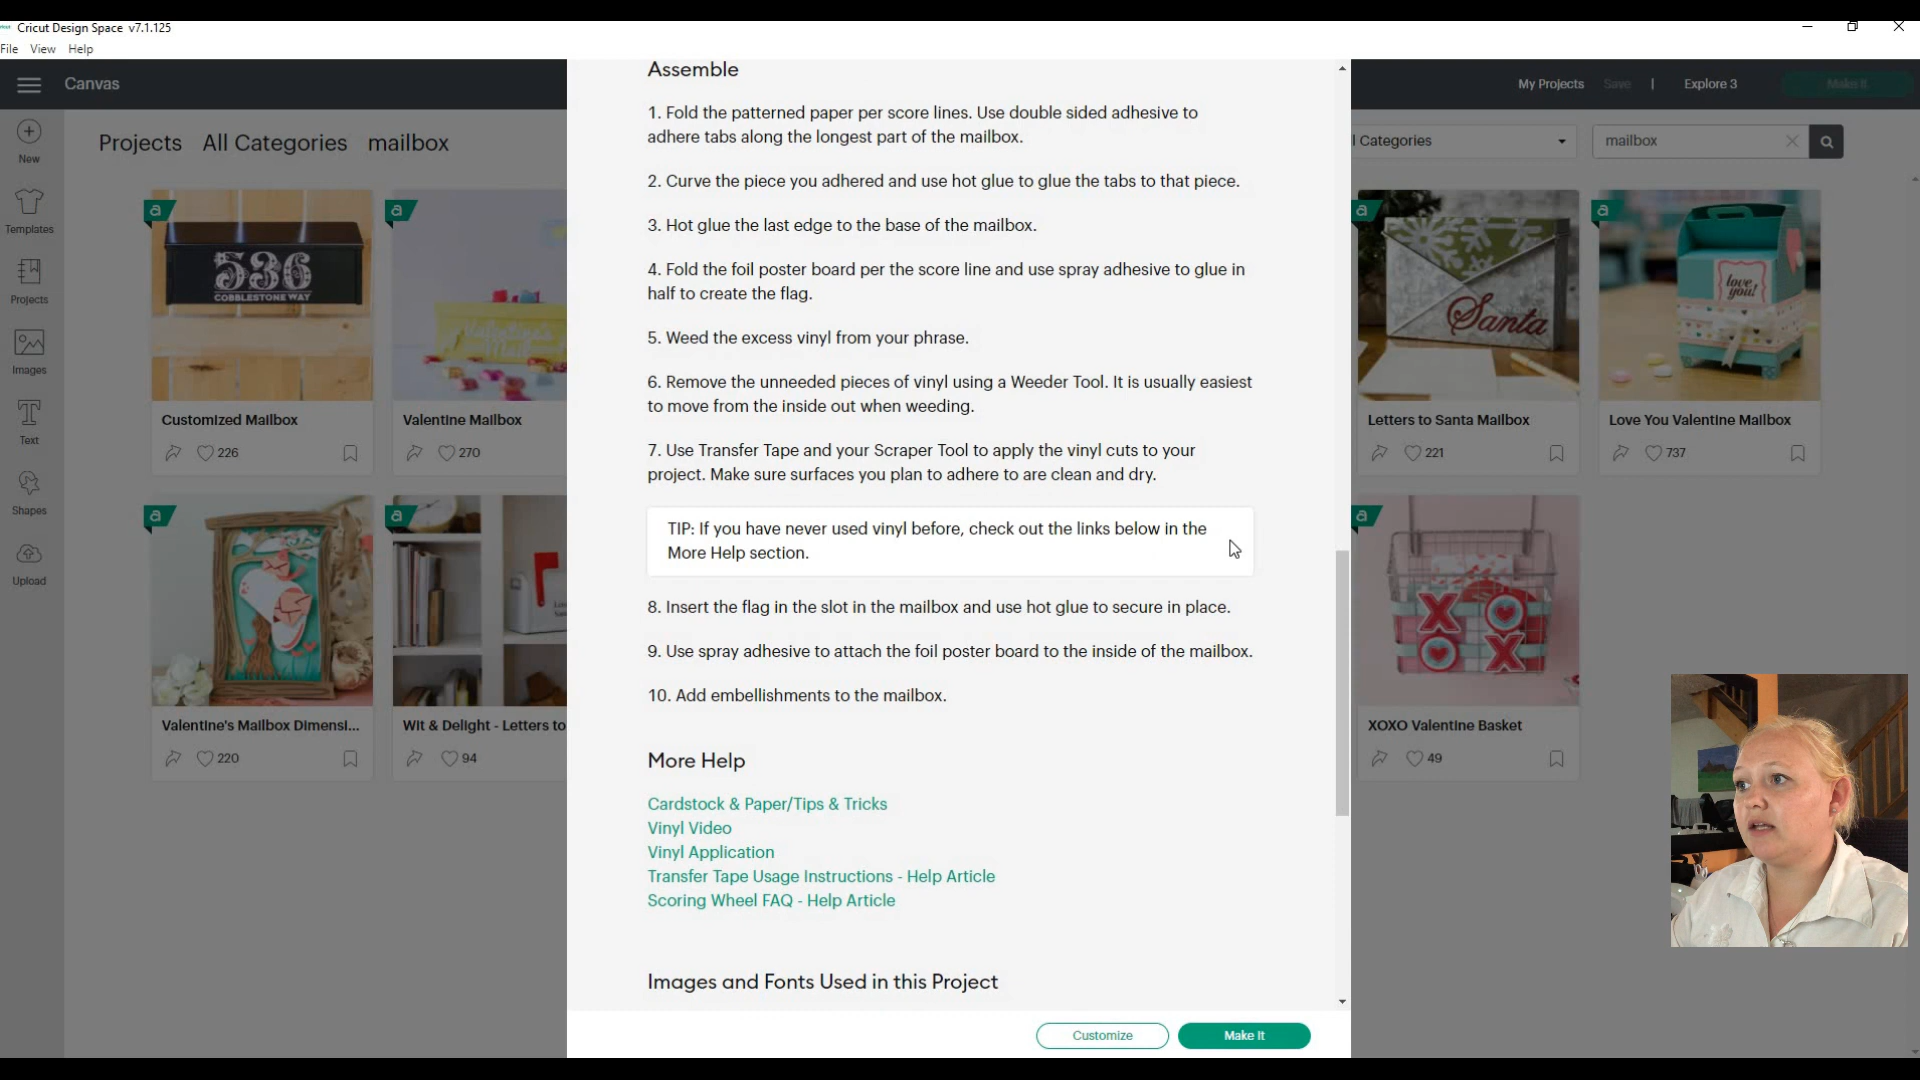 Cricut Design Space v7.1.125
File View Help
Canvas
My Projects Save | Explore 3 Make It
New
Templates
Projects
Images
Text
Shapes
Upload
Projects All Categories mailbox
l Categories
mailbox
536
COBBLESTONE WAY
Customized Mailbox
226
Valentine Mailbox
270
Santa
Letters to Santa Mailbox
221
love
you!
Love You Valentine Mailbox
737
Valentine's Mailbox Dimensi...
220
Wit & Delight - Letters to
94
XOXO Valentine Basket
49
Assemble
1. Fold the patterned paper per score lines. Use double sided adhesive to
adhere tabs along the longest part of the mailbox.
2. Curve the piece you adhered and use hot glue to glue the tabs to that piece.
3. Hot glue the last edge to the base of the mailbox.
4. Fold the foil poster board per the score line and use spray adhesive to glue in
half to create the flag.
5. Weed the excess vinyl from your phrase.
6. Remove the unneeded pieces of vinyl using a Weeder Tool. It is usually easiest
to move from the inside out when weeding.
7. Use Transfer Tape and your Scraper Tool to apply the vinyl cuts to your
project. Make sure surfaces you plan to adhere to are clean and dry.
TIP: If you have never used vinyl before, check out the links below in the
More Help section.
8. Insert the flag in the slot in the mailbox and use hot glue to secure in place.
9. Use spray adhesive to attach the foil poster board to the inside of the mailbox.
10. Add embellishments to the mailbox.
More Help
Cardstock & Paper/Tips & Tricks
Vinyl Video
Vinyl Application
Transfer Tape Usage Instructions - Help Article
Scoring Wheel FAQ - Help Article
Images and Fonts Used in this Project
Customize
Make It